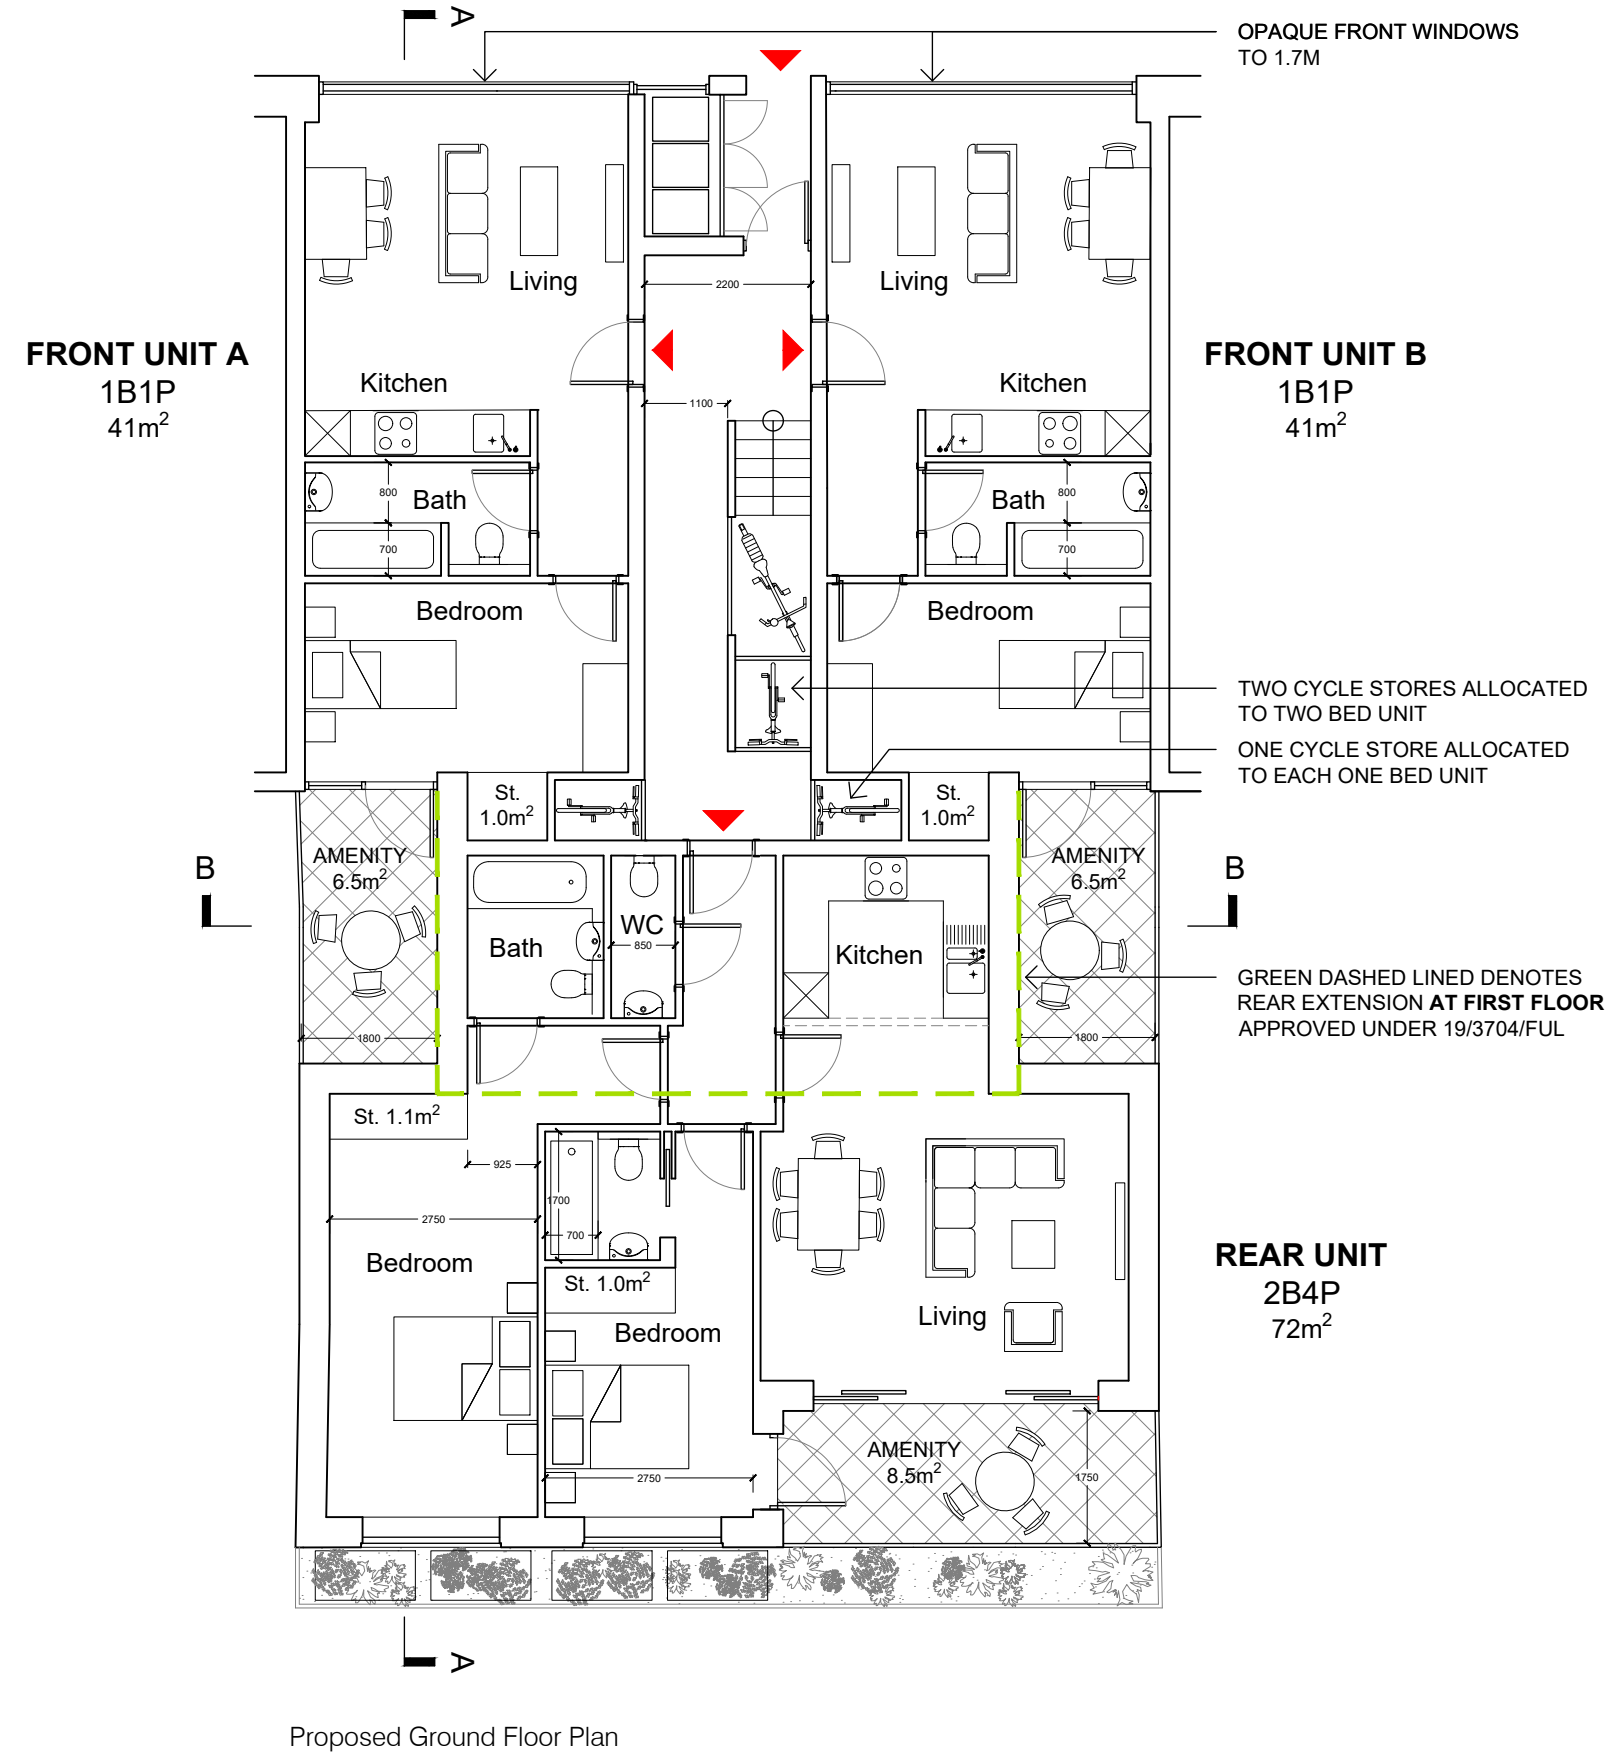 A
OPAQUE FRONT WINDOWS
TO 1.7M
Living
2200
Living
FRONT UNIT A
1B1P
41m²
FRONT UNIT B
1B1P
41m²
Kitchen
1100
Kitchen
800
Bath
700
Bath
800
700
Bedroom
Bedroom
TWO CYCLE STORES ALLOCATED
TO TWO BED UNIT
ONE CYCLE STORE ALLOCATED
TO EACH ONE BED UNIT
St.
1.0m²
St.
1.0m²
B
AMENITY
6.5m²
AMENITY
6.5m²
B
Bath
WC
850
Kitchen
GREEN DASHED LINED DENOTES
REAR EXTENSION AT FIRST FLOOR
APPROVED UNDER 19/3704/FUL
1800
1800
St. 1.1m²
925
1700
2750
700
Bedroom
St. 1.0m²
REAR UNIT
2B4P
72m²
Living
Bedroom
AMENITY
8.5m²
2750
1750
A
Proposed Ground Floor Plan